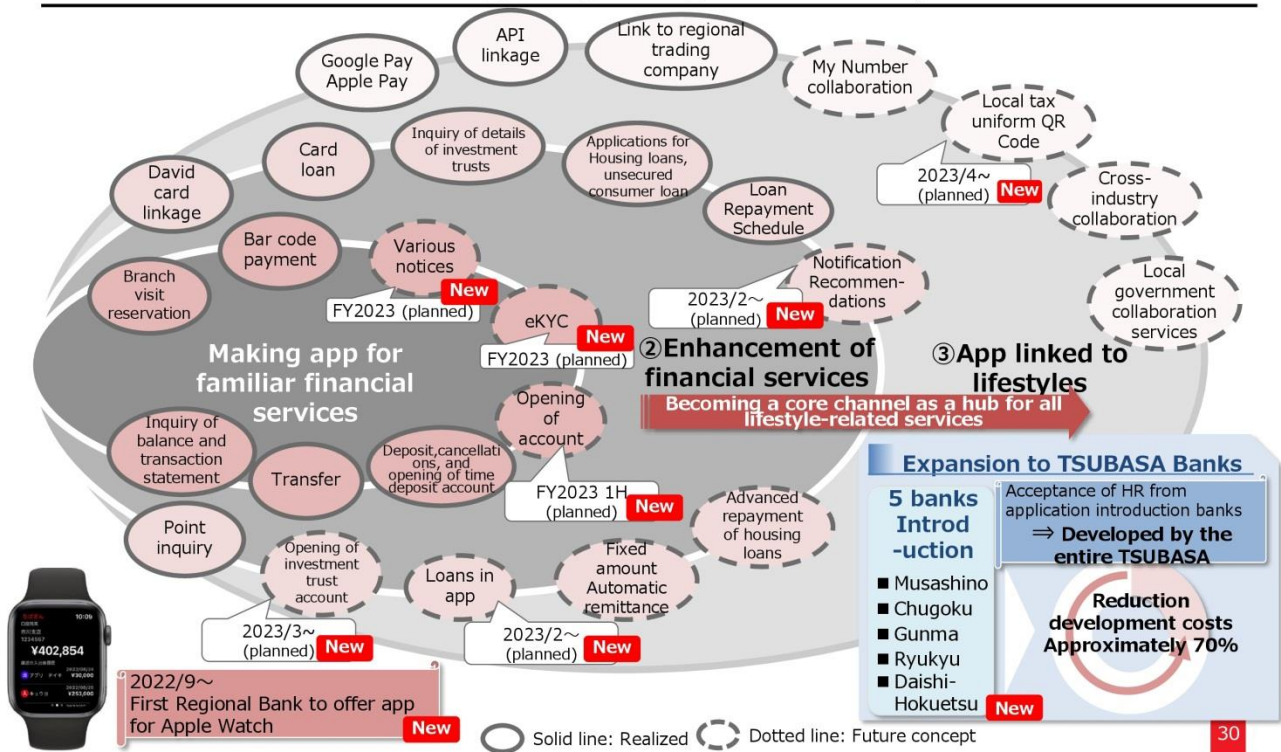 API
linkage
Link to regional
trading
company
Google Pay
Apple Pay
My Number
collaboration
Local tax
uniform QR
Code
2023/4~
(planned)
New
Cross-
industry
collaboration
Local
government
collaboration
services
David
card
linkage
Card
loan
Inquiry of details
of investment
trusts
Applications for
Housing loans,
unsecured
consumer loan
Loan
Repayment
Schedule
Notification
Recommen-
dations
2023/2~
(planned)
New
Branch
visit
reservation
Bar code
payment
Various
notices
New
FY2023 (planned)
eKYC
New
FY2023 (planned)
Making app for
familiar financial
services
②Enhancement of
financial services
③App linked to
lifestyles
Becoming a core channel as a hub for all
lifestyle-related services
Inquiry of
balance and
transaction
statement
Transfer
Deposit,cancellati
ons, and
opening of time
deposit account
Opening
of
account
FY2023 1H
(planned)
New
Point
inquiry
Opening of
investment
trust
account
2023/3~
(planned)
New
Loans in
app
2023/2~
(planned)
New
Fixed
amount
Automatic
remittance
Advanced
repayment
of housing
loans
Expansion to TSUBASA Banks
5 banks
Introd
-uction
■ Musashino
■ Chugoku
■ Gunma
■ Ryukyu
■ Daishi-
Hokuetsu
New
Acceptance of HR from
application introduction banks
⇒ Developed by the
entire TSUBASA
Reduction
development costs
Approximately 70%
10:09
1234567
¥402,854
¥30,000
¥253,000
2022/9~
First Regional Bank to offer app
for Apple Watch
New
Solid line: Realized
Dotted line: Future concept
30